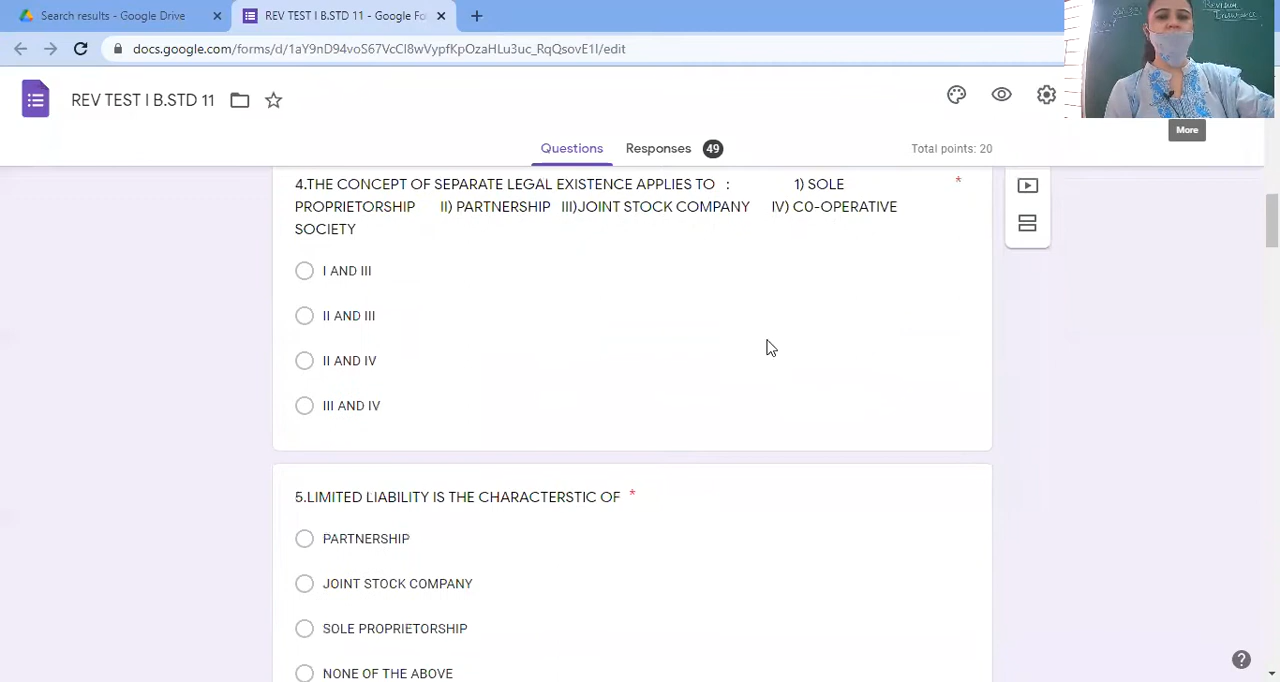 Search results - Google Drive
REV TEST I B.STD 11 - Google Fo
docs.google.com/forms/d/1aY9nD94vo567VcCl8wVypfKpOzaHLu3uc_RqQsovE1I/edit
Revision
REV TEST I B.STD 11
More
Questions Responses 49 Total points: 20
4.THE CONCEPT OF SEPARATE LEGAL EXISTENCE APPLIES TO : 1) SOLE *
PROPRIETORSHIP II) PARTNERSHIP III)JOINT STOCK COMPANY IV) C0-OPERATIVE
SOCIETY
I AND III
II AND III
II AND IV
III AND IV
5.LIMITED LIABILITY IS THE CHARACTERSTIC OF *
PARTNERSHIP
JOINT STOCK COMPANY
SOLE PROPRIETORSHIP
NONE OF THE ABOVE